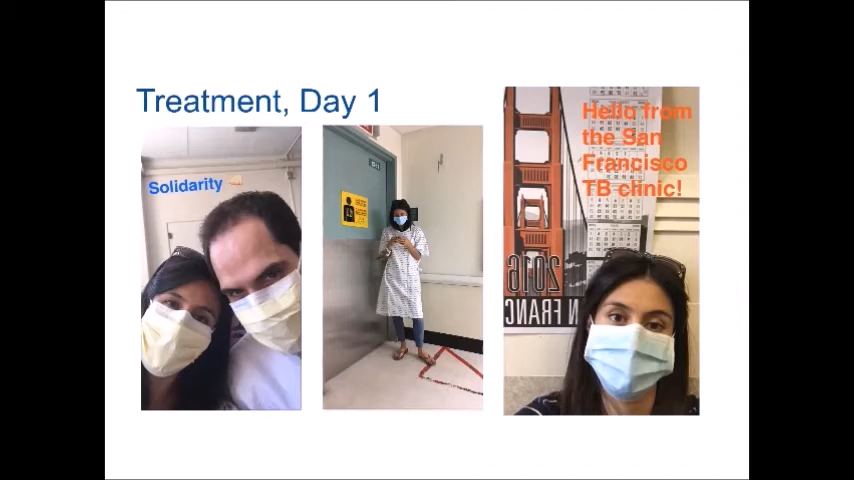 Treatment, Day 1
Solidarity
Hello from
the San
Francisco
TB clinic!
2016
N FRANC